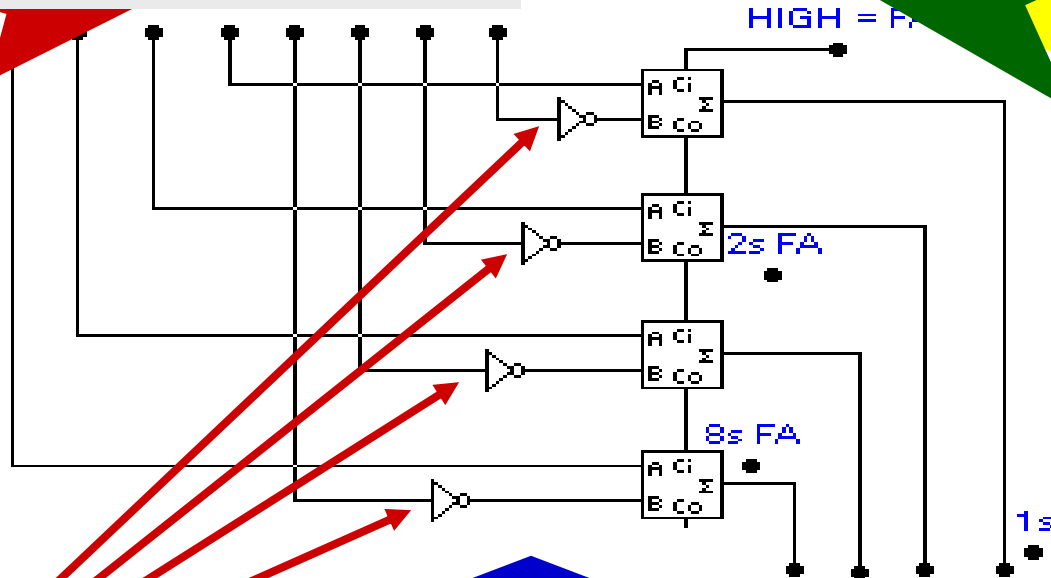 HIGH =
A Ci
Σ
B Co
A Ci
Σ
B Co
2s FA
A Ci
Σ
B Co
8s FA
A Ci
Σ
B Co
1s